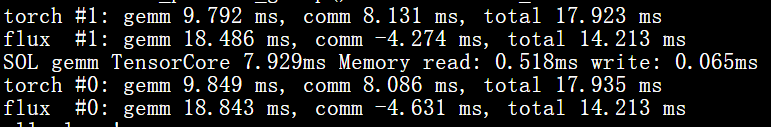 torch #1: gemm 9.792 ms, comm 8.131 ms, total 17.923 ms
flux  #1: gemm 18.486 ms, comm -4.274 ms, total 14.213 ms
SOL gemm TensorCore 7.929ms Memory read: 0.518ms write: 0.065ms
torch #0: gemm 9.849 ms, comm 8.086 ms, total 17.935 ms
flux  #0: gemm 18.843 ms, comm -4.631 ms, total 14.213 ms